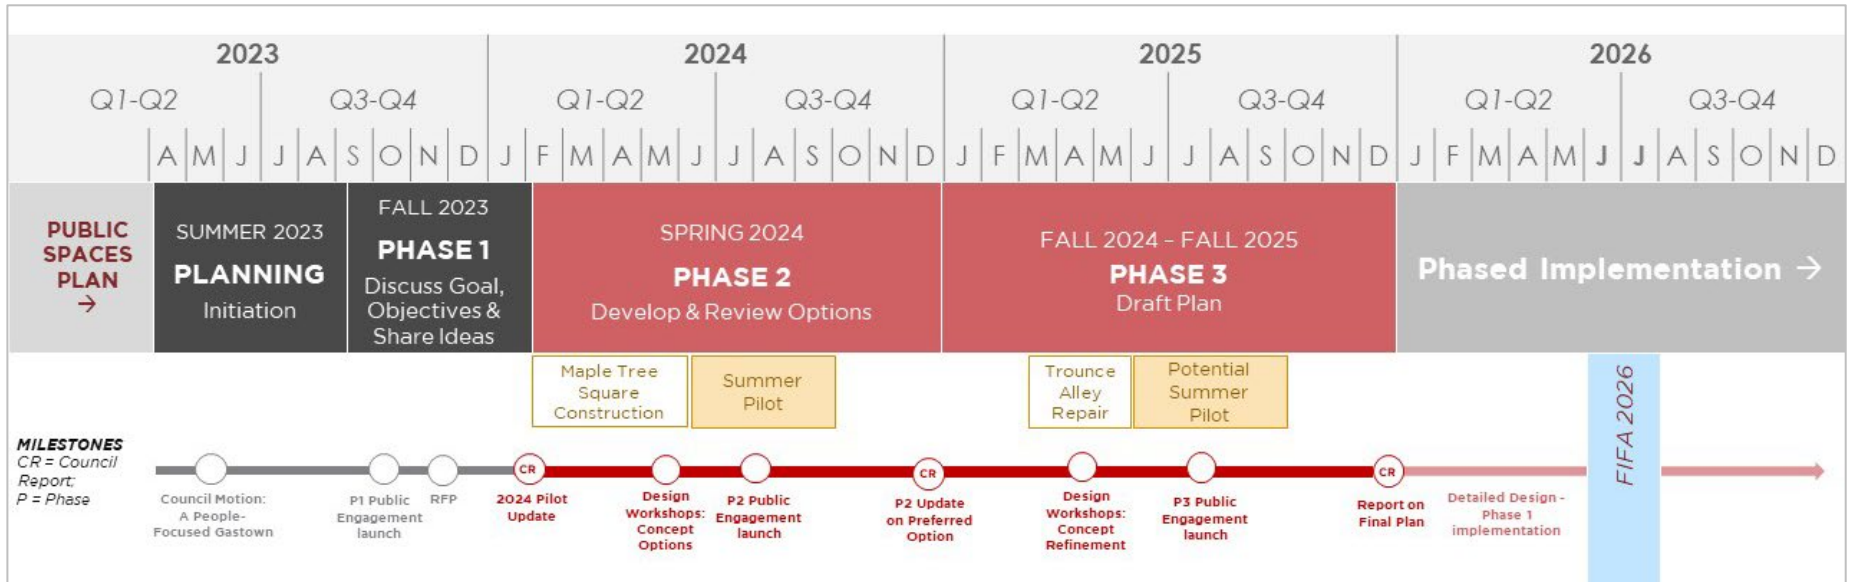 2023 2024 2025 2026
Q1-Q2 Q3-Q4 Q1-Q2 Q3-Q4 Q1-Q2 Q3-Q4 Q1-Q2 Q3-Q4
A M J J A S O N D J F M A M J J A S O N D J F M A M J J A S O N D J F M A M J J A S O N D
PUBLIC
SPACES
PLAN
→
SUMMER 2023
PLANNING
Initiation
FALL 2023
PHASE 1
Discuss Goal,
Objectives &
Share Ideas
SPRING 2024
PHASE 2
Develop & Review Options
FALL 2024 – FALL 2025
PHASE 3
Draft Plan
Phased Implementation →
Maple Tree
Square
Construction
Summer
Pilot
Trounce
Alley
Repair
Potential
Summer
Pilot
FIFA 2026
MILESTONES
CR = Council
Report;
P = Phase
CR
CR
CR
Council Motion:
A People-
Focused Gastown
P1 Public
Engagement
launch
RFP
2024 Pilot
Update
Design
Workshops:
Concept
Options
P2 Public
Engagement
launch
P2 Update
on Preferred
Option
Design
Workshops:
Concept
Refinement
P3 Public
Engagement
launch
Report on
Final Plan
Detailed Design -
Phase 1
implementation